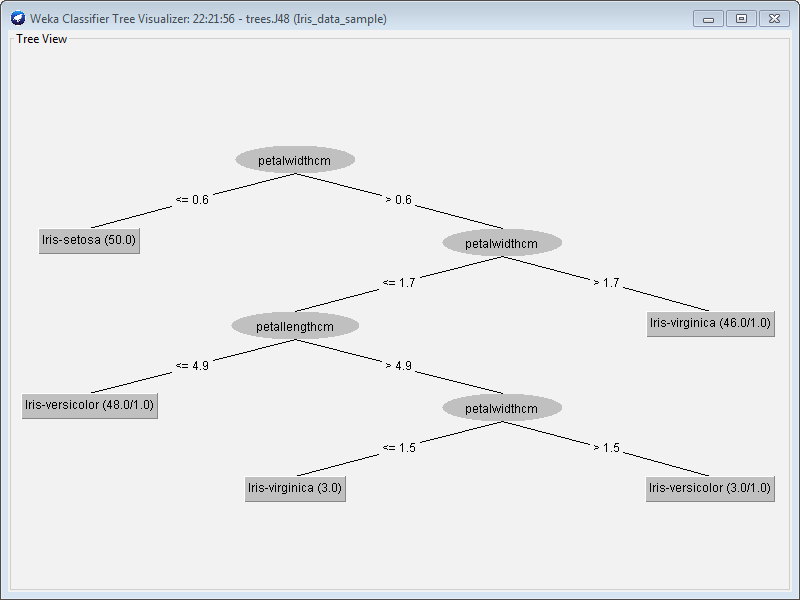 Weka Classifier Tree Visualizer: 22:21:56 - trees.J48 (Iris_data_sample)
Tree View
petalwidthcm
<= 0.6
> 0.6
Iris-setosa (50.0)
petalwidthcm
<= 1.7
> 1.7
petallengthcm
Iris-virginica (46.0/1.0)
<= 4.9
> 4.9
Iris-versicolor (48.0/1.0)
petalwidthcm
<= 1.5
> 1.5
Iris-virginica (3.0)
Iris-versicolor (3.0/1.0)